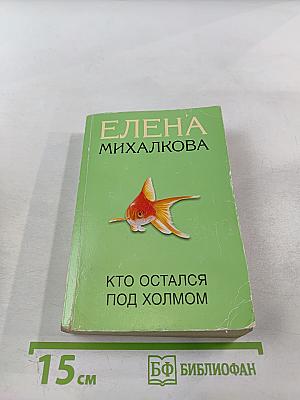 ЕЛЕНА
МИХАЛКОВА
КТО ОСТАЛСЯ
ПОД ХОЛМОМ
15 см
БФ БИБЛИОФАН